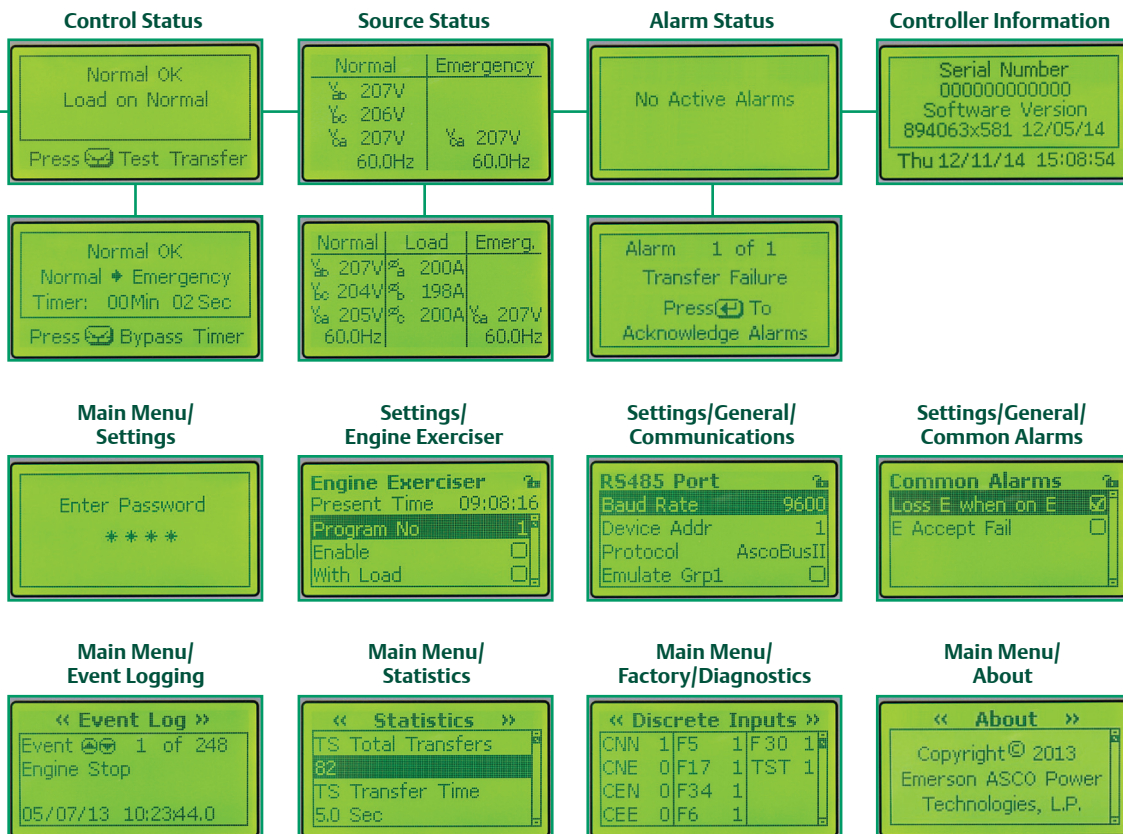 Control Status
Normal OK
Load on Normal
Press Test Transfer
Normal OK
Normal → Emergency
Timer: 00Min 02Sec
Press Bypass Timer
Source Status
Normal Emergency
Vab 207V
Vbc 206V
Vca 207V Vca 207V
60.0Hz 60.0Hz
Normal Load Emerg.
Vab 207V øa 200A
Vbc 204V øb 198A
Vca 205V øc 200A Vca 207V
60.0Hz 60.0Hz
Alarm Status
No Active Alarms
Alarm 1 of 1
Transfer Failure
Press To
Acknowledge Alarms
Controller Information
Serial Number
000000000000
Software Version
894063x581 12/05/14
Thu 12/11/14 15:08:54
Main Menu/
Settings
Enter Password
****
Settings/
Engine Exerciser
Engine Exerciser
Present Time 09:08:16
Program No 1
Enable
With Load
Settings/General/
Communications
RS485 Port
Baud Rate 9600
Device Addr 1
Protocol AscoBusII
Emulate Grp1
Settings/General/
Common Alarms
Common Alarms
Loss E when on E
E Accept Fail
Main Menu/
Event Logging
‹‹ Event Log ››
Event 1 of 248
Engine Stop
05/07/13 10:23:44.0
Main Menu/
Statistics
‹‹ Statistics ››
TS Total Transfers
82
TS Transfer Time
5.0 Sec
Main Menu/
Factory/Diagnostics
‹‹ Discrete Inputs ››
CNN 1 F5 1 F30 1
CNE 0 F17 1 TST 1
CEN 0 F34 1
CEE 0 F6 1
Main Menu/
About
‹‹ About ››
Copyright© 2013
Emerson ASCO Power
Technologies, L.P.